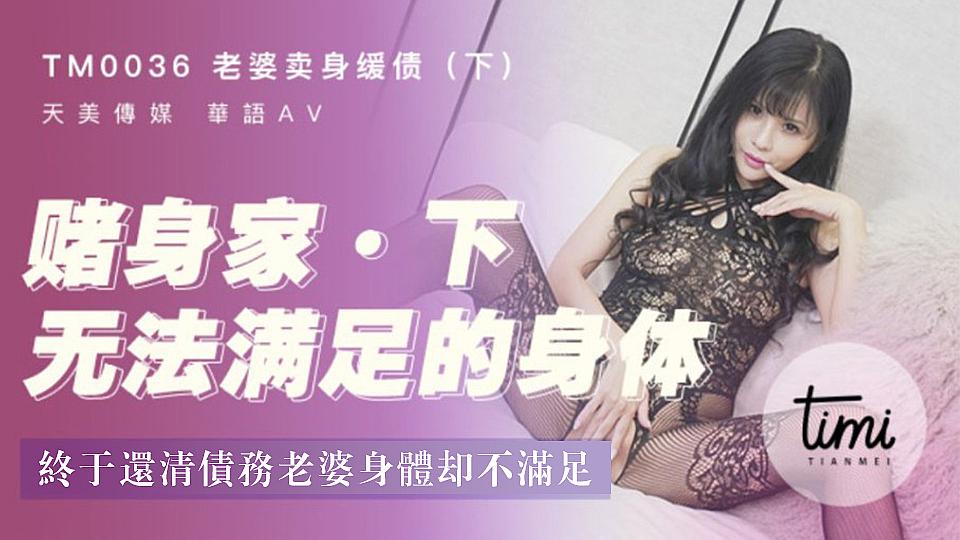 TM0036 老婆卖身缓债（下）
天美傳媒 華語AV
赌身家·下
无法满足的身体
終于還清債務老婆身體却不滿足
timi
TIANMEI